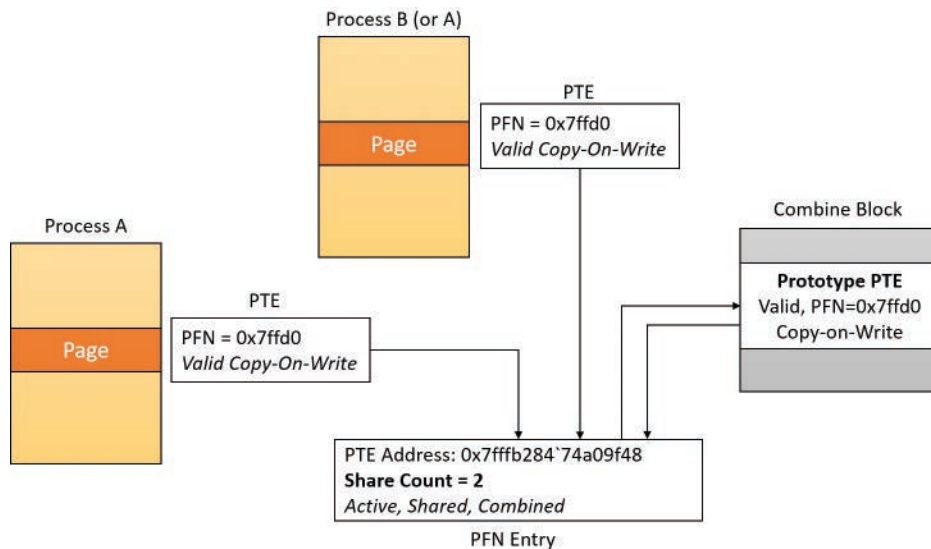 Process B (or A)
PTE
PFN = 0x7ffd0
Valid Copy-On-Write
Page
Process A
PTE
PFN = 0x7ffd0
Valid Copy-On-Write
Page
Combine Block
Prototype PTE
Valid, PFN=0x7ffd0
Copy-on-Write
PTE Address: 0x7fffb284`74a09f48
Share Count = 2
Active, Shared, Combined
PFN Entry